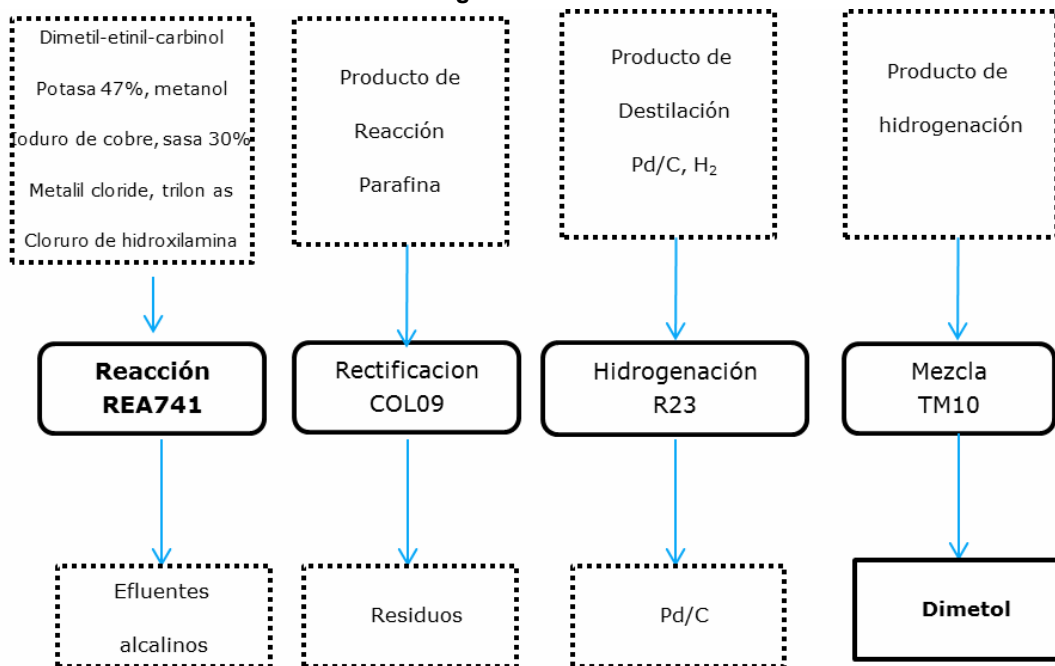 Dimetil-etinil-carbinol
Potasa 47%, metanol
Ioduro de cobre, sasa 30%
Metalil cloride, trilon as
Cloruro de hidroxilamina
Producto de
Reacción
Parafina
Producto de
Destilación
Pd/C, H₂
Producto de
hidrogenación
Reacción
REA741
Rectificacion
COL09
Hidrogenación
R23
Mezcla
TM10
Efluentes
alcalinos
Residuos
Pd/C
Dimetol